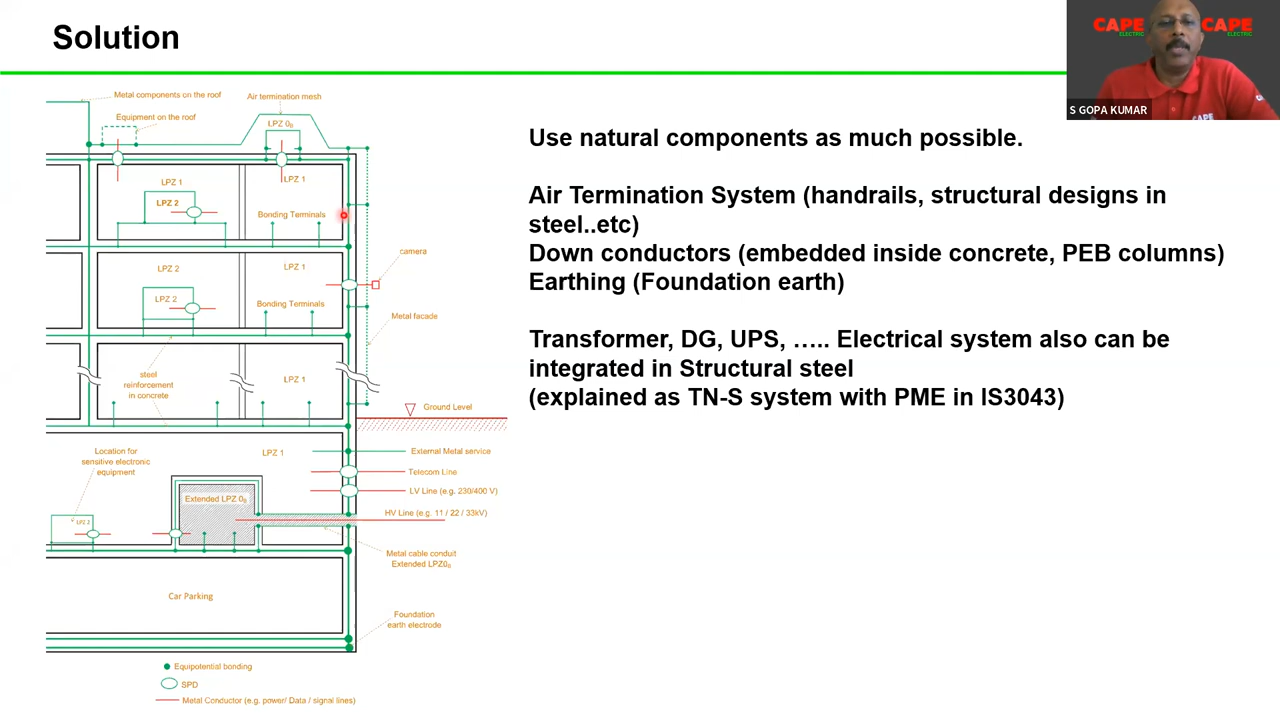 Solution
CAPE
ELECTRIC
CAPE
ELECTRIC
CAPE
S GOPA KUMAR
Metal components on the roof
Air termination mesh
Equipment on the roof
LPZ 0B
LPZ 1
LPZ 1
LPZ 2
Bonding Terminals
camera
LPZ 2
LPZ 1
LPZ 2
Bonding Terminals
Metal facade
steel
reinforcement
in concrete
LPZ 1
Ground Level
Location for
sensitive electronic
equipment
LPZ 1
External Metal service
Telecom Line
LV Line (e.g. 230/400 V)
Extended LPZ 0B
HV Line (e.g. 11 / 22 / 33kV)
LPZ 2
Metal cable conduit
Extended LPZ0B
Car Parking
Foundation
earth electrode
Equipotential bonding
SPD
Metal Conductor (e.g. power/ Data / signal lines)
Use natural components as much possible.
Air Termination System (handrails, structural designs in
steel..etc)
Down conductors (embedded inside concrete, PEB columns)
Earthing (Foundation earth)
Transformer, DG, UPS, ….. Electrical system also can be
integrated in Structural steel
(explained as TN-S system with PME in IS3043)